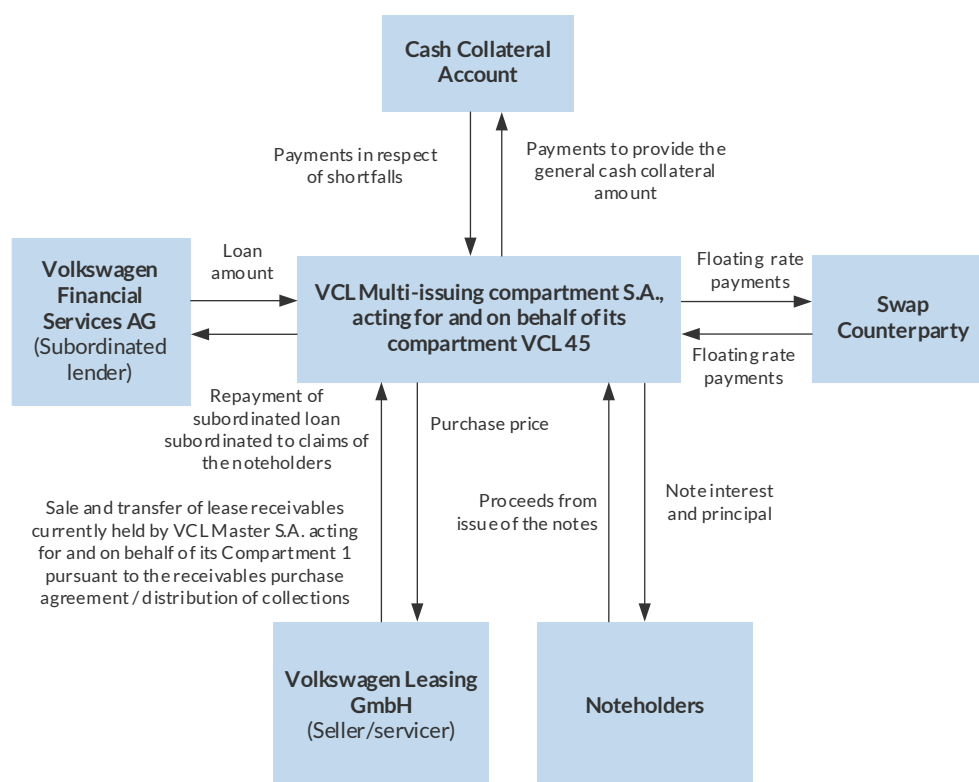 Cash Collateral
Account
Payments in respect
of shortfalls
Payments to provide the
general cash collateral
amount
Volkswagen
Financial
Services AG
(Subordinated
lender)
Loan
amount
VCL Multi-issuing compartment S.A.,
acting for and on behalf of its
compartment VCL 45
Floating rate
payments
Floating rate
payments
Swap
Counterparty
Repayment of
subordinated loan
subordinated to claims of
the noteholders
Purchase price
Sale and transfer of lease receivables
currently held by VCL Master S.A. acting
for and on behalf of its Compartment 1
pursuant to the receivables purchase
agreement / distribution of collections
Proceeds from
issue of the notes
Note interest
and principal
Volkswagen Leasing
GmbH
(Seller/servicer)
Noteholders